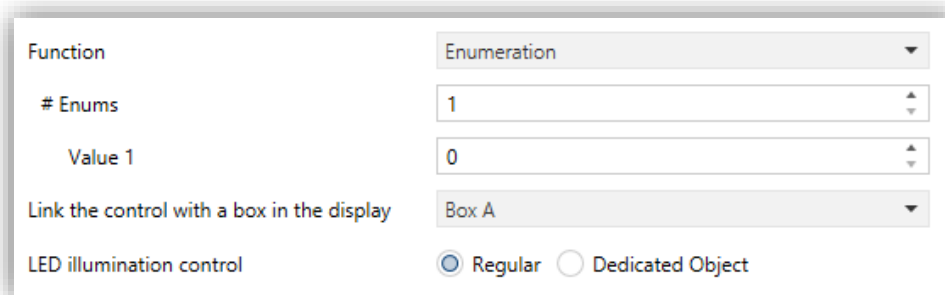 Function Enumeration
# Enums 1
Value 1 0
Link the control with a box in the display Box A
LED illumination control Regular Dedicated Object